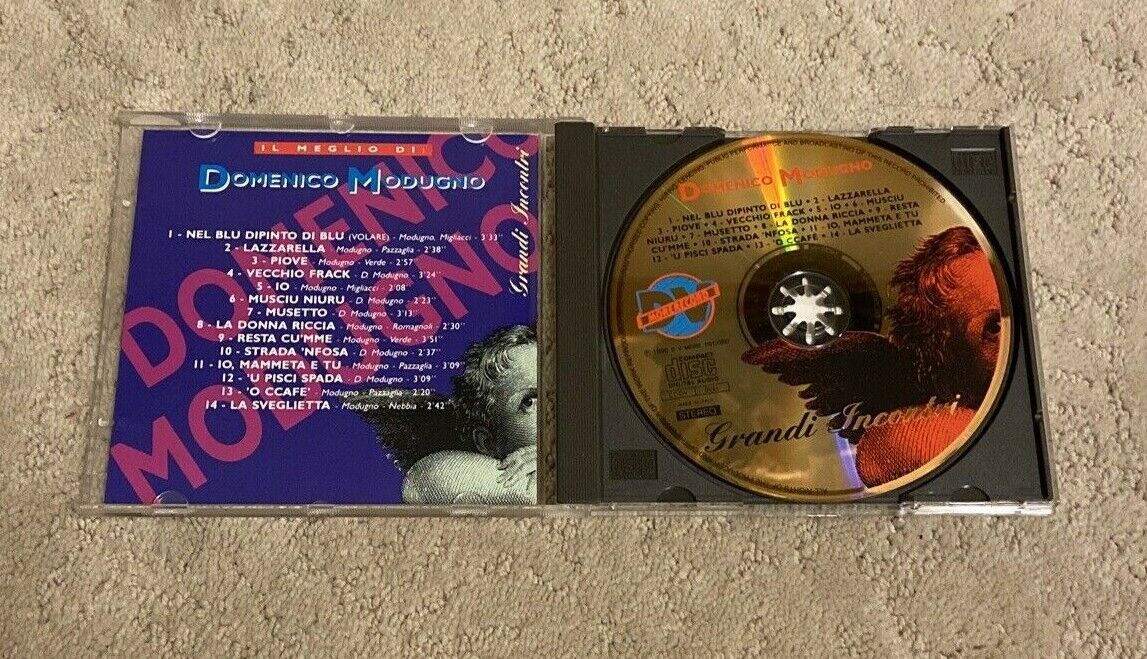 IL MEGLIO DI:
DOMENICO MODUGNO
1 - NEL BLU DIPINTO DI BLU (VOLARE) - Modugno, Migliacci - 3'33"
2 - LAZZARELLA Modugno - Pazzaglia - 2'38"
3 - PIOVE Modugno - Verde - 2'57"
4 - VECCHIO FRACK - D. Modugno - 3'24"
5 - IO - Modugno - Migliacci - 2'08
6 - MUSCIU NIURU - D. Modugno - 2'23"
7 - MUSETTO - D. Modugno - 3'13"
8 - LA DONNA RICCIA - Modugno - Romagnoli - 2'30"
9 - RESTA CU'MME - Modugno - Verde - 3'51"
10 - STRADA 'NFOSA - D. Modugno - 2'37"
11 - IO, MAMMETA E TU - Modugno - Pazzaglia - 3'09"
12 - 'U PISCI SPADA - D. Modugno - 3'09"
13 - 'O CCAFE' - Modugno - Pazzaglia - 2'20"
14 - LA SVEGLIETTA - Modugno - Nebbia - 2'42"
DOMENICO
MODUGNO
Grandi Incontri
DOMENICO MODUGNO
1 - NEL BLU DIPINTO DI BLU • 2 - LAZZARELLA
3 - PIOVE • 4 - VECCHIO FRACK • 5 - IO • 6 - MUSCIU
NIURU • 7 - MUSETTO • 8 - LA DONNA RICCIA • 9 - RESTA
CU'MME • 10 - STRADA 'NFOSA • 11 - IO, MAMMETA E TU
12 - 'U PISCI SPADA • 13 - 'O CCAFE' • 14 - LA SVEGLIETTA
COMPACT
disc
DIGITAL AUDIO
STEREO
Grandi Incontri